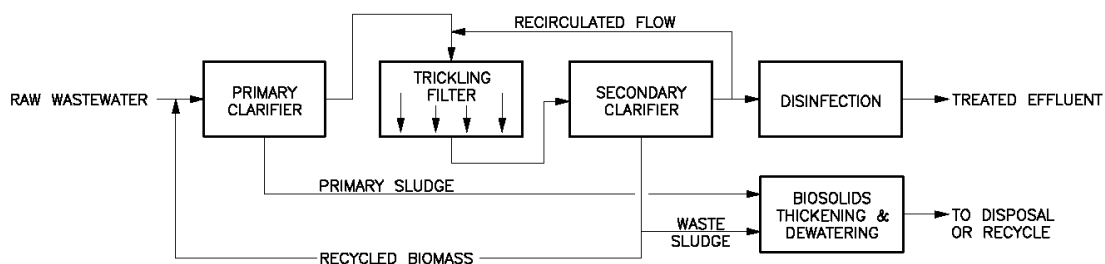 RECIRCULATED FLOW
RAW WASTEWATER
PRIMARY
CLARIFIER
TRICKLING
FILTER
SECONDARY
CLARIFIER
DISINFECTION
TREATED EFFLUENT
PRIMARY SLUDGE
BIOSOLIDS
THICKENING &
DEWATERING
TO DISPOSAL
OR RECYCLE
WASTE
SLUDGE
RECYCLED BIOMASS